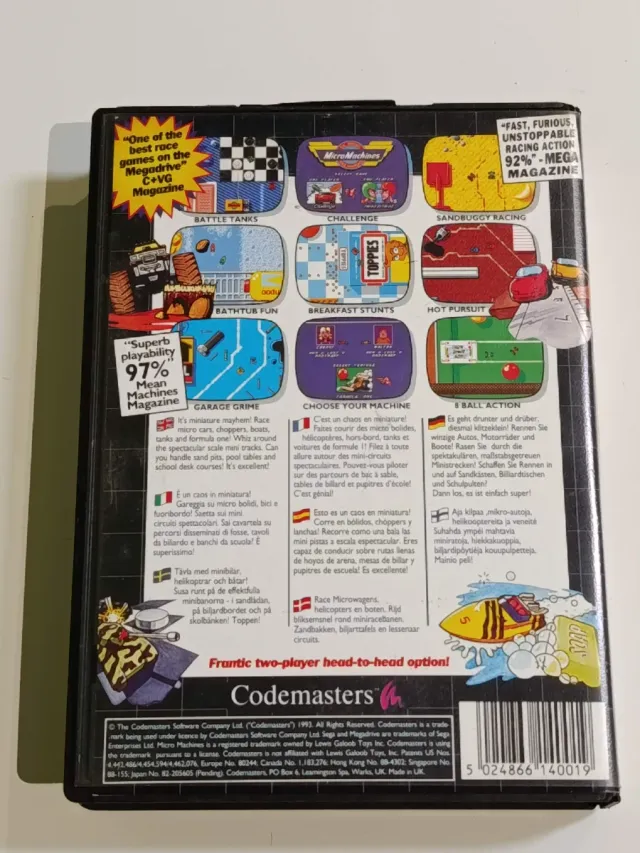 "One of the
best race
games on the
Megadrive"
C+VG
Magazine
"FAST, FURIOUS,
UNSTOPPABLE
RACING ACTION
92%" - MEGA
MAGAZINE
MicroMachines
BATTLE TANKS
CHALLENGE
SANDBUGGY RACING
TOPPIES
BATHTUB FUN
BREAKFAST STUNTS
HOT PURSUIT
"Superb
playability
97%"
Mean
Machines
Magazine
GARAGE GRIME
CHOOSE YOUR MACHINE
8 BALL ACTION
It's miniature mayhem! Race
micro cars, choppers, boats,
tanks and formula one! Whiz around
the spectacular scale mini tracks. Can
you handle sand pits, pool tables and
school desk courses! It's excellent!
C'est un chaos en miniature!
Faites courir des micro bolides,
hélicoptères, hors-bord, tanks et
voitures de formule 1! Filez à toute
allure autour des mini-circuits
spectaculaires. Pouvez-vous piloter
sur des parcours de bac à sable,
tables de billard et pupitres d'école!
C'est génial!
Es geht drunter und drüber,
diesmal klitzeklein! Rennen Sie
winzige Autos, Motorräder und
Boote! Rasen Sie durch die
spektakulären, maßstabsgetreuen
Ministrecken! Schaffen Sie Rennen in
und auf Sandkästen, Billiardtischen
und Schulpulten?
Dann los, es ist einfach super!
È un caos in miniatura!
Gareggia su micro bolidi, bici e
fuoribordo! Saetta sui mini
circuiti spettacolari. Sai cavartela su
percorsi disseminati di fosse, tavoli
da biliardo e banchi da scuola? È
superissimo!
Esto es un caos en miniatura!
Corre en bólidos, chóppers y
lanchas! Recorre como una bala las
mini pistas a escala espectacular. Eres
capaz de conducir sobre rutas llenas
de hoyos de arena, mesas de billar y
pupitres de escuela! Es excelente!
Aja kilpaa ,mikro-autoja,
helikoottereita ja veneitä
Suhahda ympäi mahtavia
miniratoja, hiekkakuoppia,
biljardipöytiejä kouupulpetteja,
Mainio peli!
Tävla med minibilar,
helikoptrar och båtar!
Susa runt på de effektfulla
minibanorna - i sandlådan,
på biljardbordet och på
skolbänken! Toppen!
Race Microwagens,
helicopters en boten. Rijd
bliksemsnel rond miniracebanen.
Zandbakken, biljarttafels en lessenaar
circuits.
5
Frantic two-player head-to-head option!
Codemasters
© The Codemasters Software Company Ltd. ("Codemasters") 1993. All Rights Reserved. Codemasters is a trade-
mark being used under licence by Codemasters Software Company Ltd. Sega and Megadrive are trademarks of Sega
Enterprises Ltd. Micro Machines is a registered trademark owned by Lewis Galoob Toys Inc. Codemasters is using
the trademark pursuant to a license. Codemasters is not affiliated with Lewis Galoob Toys, Inc. Patents US Nos.
4,442,486/4,454,594/4,462,076, Europe No. 80244; Canada No. 1,183,276; Hong Kong No. 88-4302; Singapore No.
88-155; Japan No. 82-205605 (Pending). Codemasters, PO Box 6, Leamington Spa, Warks, UK. Made in UK.
5 024866 140019